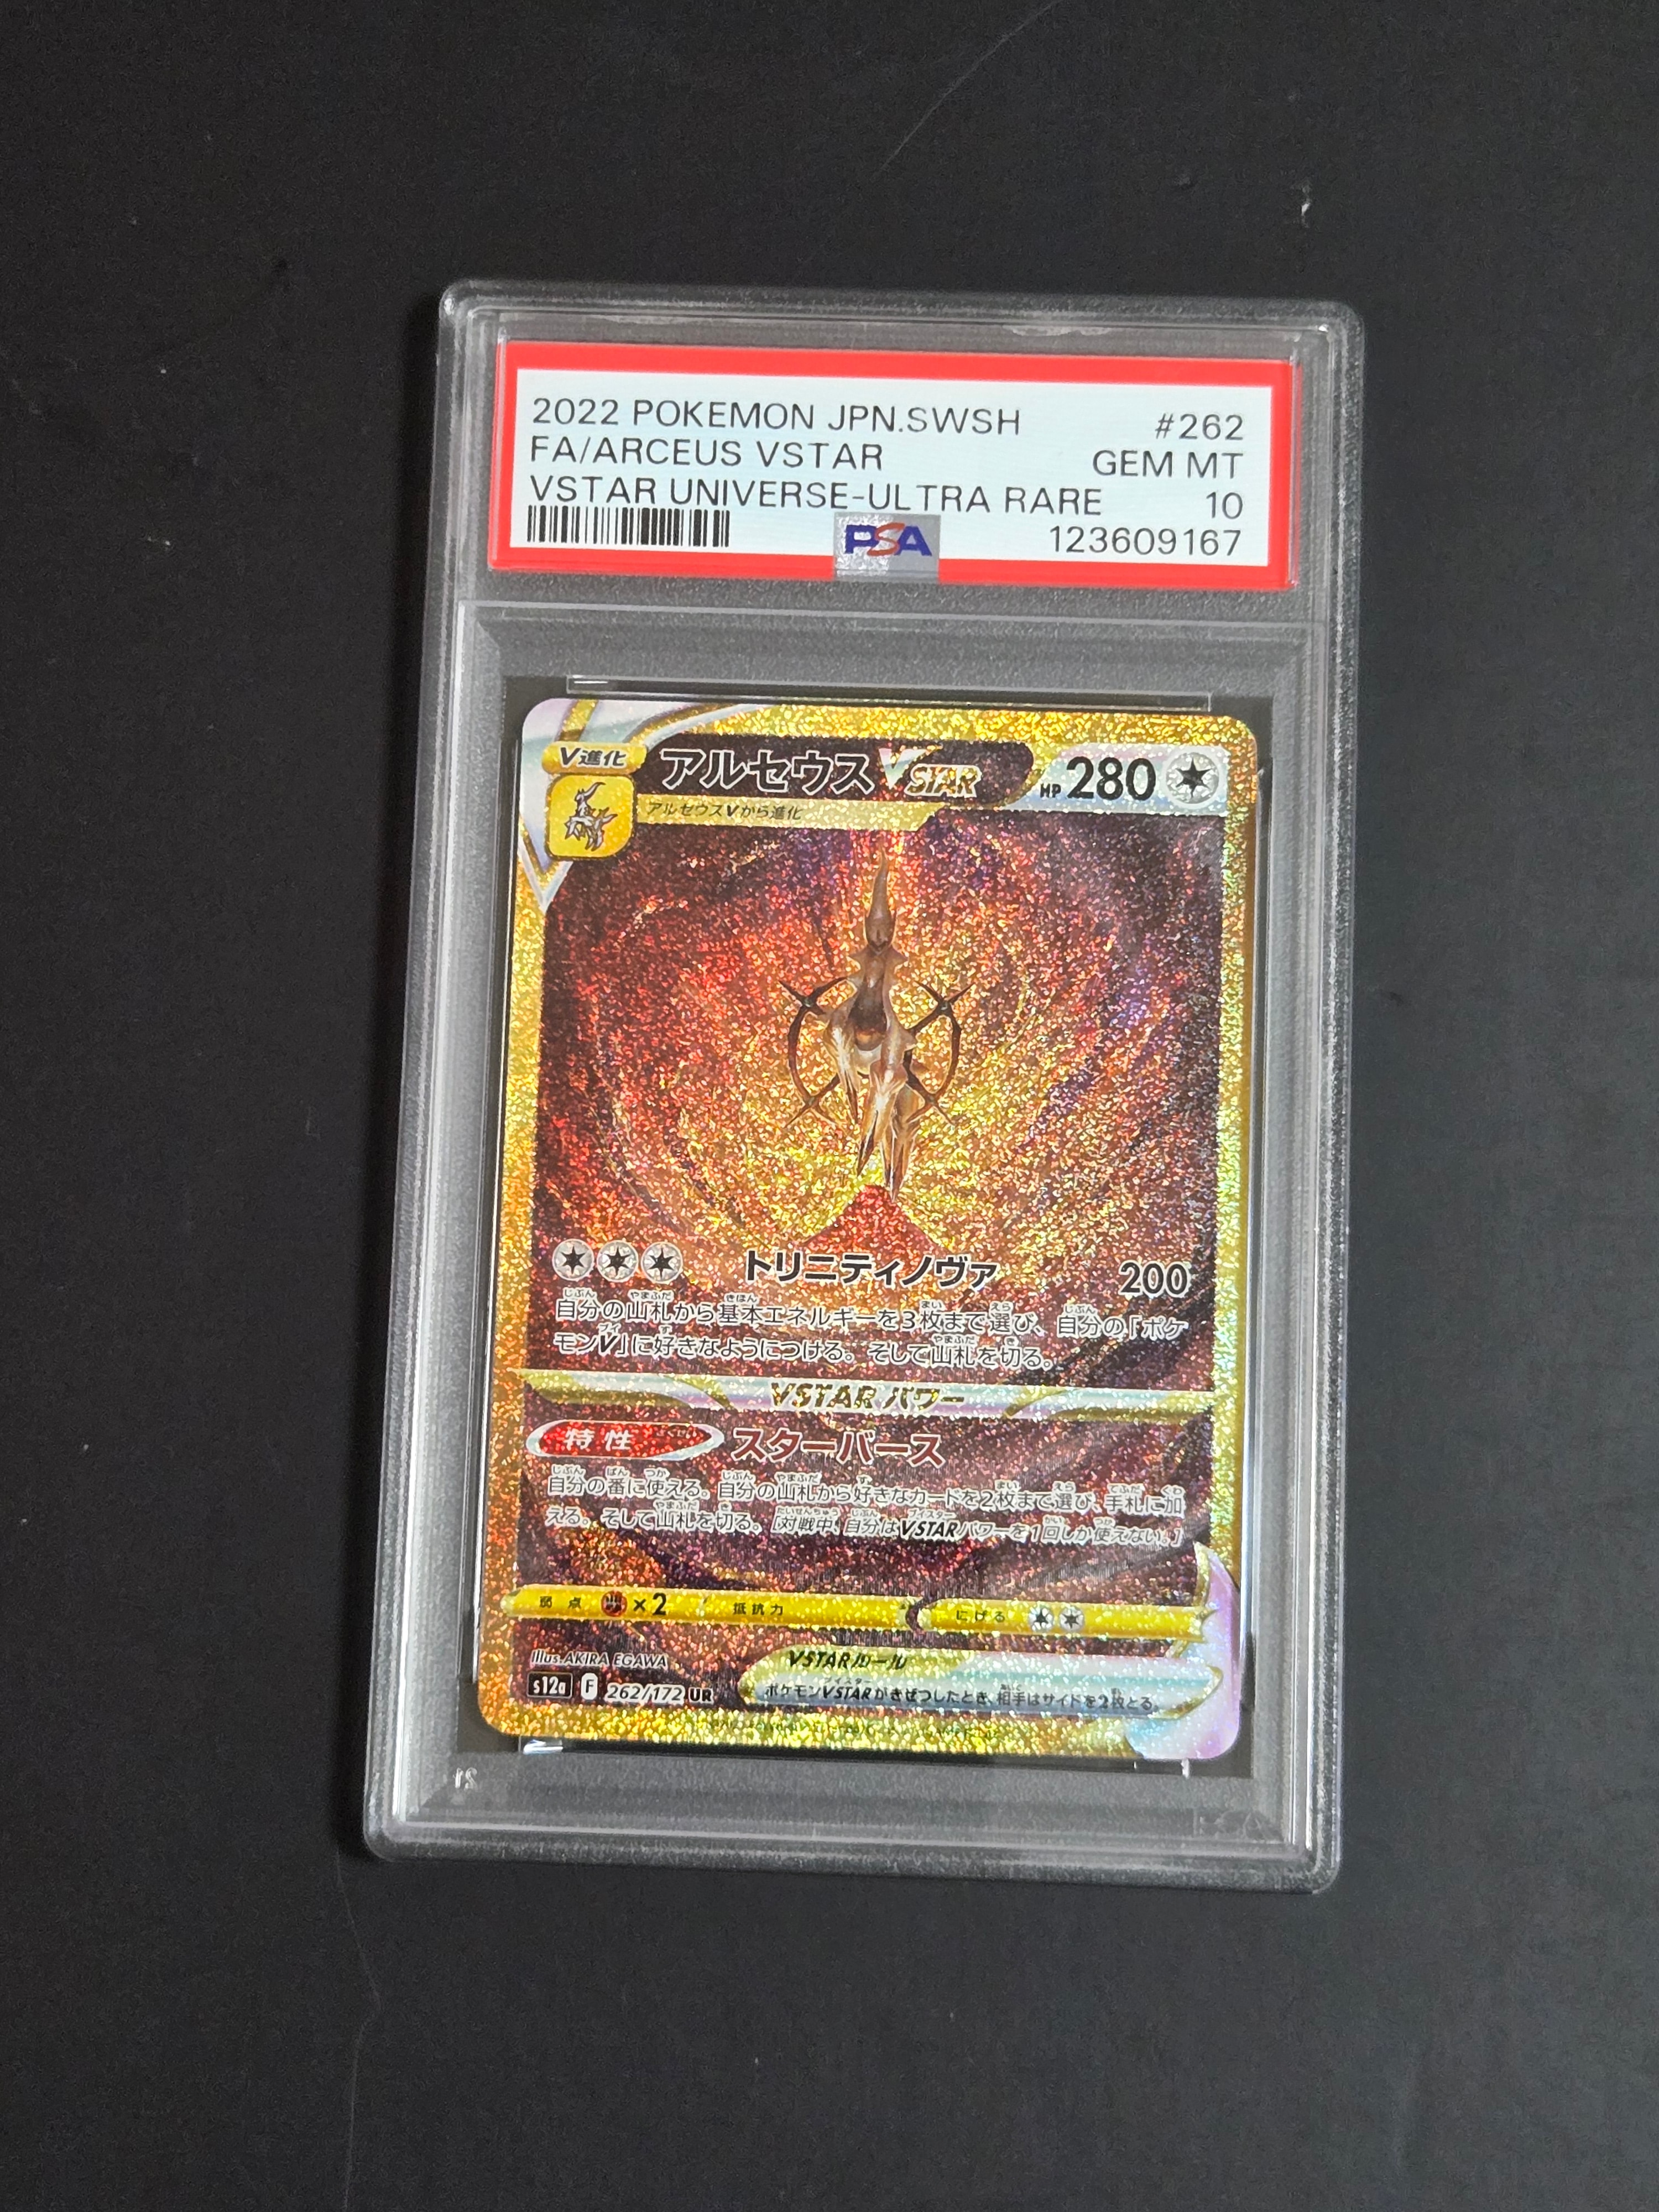 2022 POKEMON JPN.SWSH #262
FA/ARCEUS VSTAR GEM MT
VSTAR UNIVERSE-ULTRA RARE 10
PSA 123609167
V進化 アルセウスVSTAR HP 280
アルセウスVから進化
トリニティノヴァ 200
自分の山札から基本エネルギーを3枚まで選び、自分の「ポケ
モンV」に好きなようにつける。そして山札を切る。
VSTARパワー
特性 スターバース
自分の番に使える。自分の山札から好きなカードを2枚まで選び、手札に加
える。そして山札を切る。[対戦中、自分はVSTARパワーを1回しか使えない。]
弱点 ×2 抵抗力 にげる
Illus.AKIRA EGAWA VSTARルール
s12a F 262/172 UR ポケモンVSTARがきぜつしたとき、相手はサイドを2枚とる。